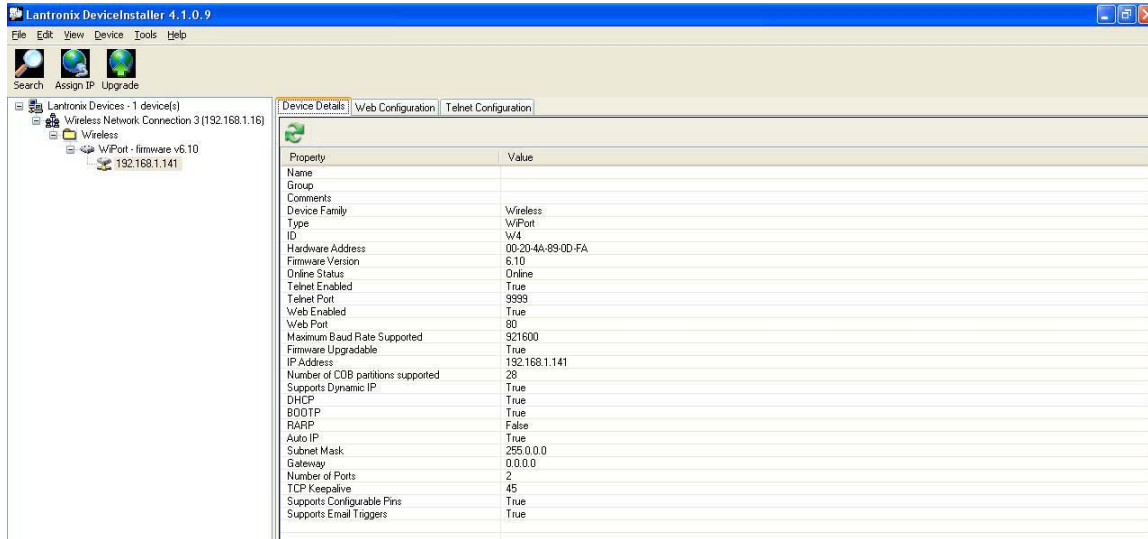 Lantronix DeviceInstaller 4.1.0.9
File Edit View Device Tools Help
Search Assign IP Upgrade
Lantronix Devices - 1 device(s)
Wireless Network Connection 3 (192.168.1.16)
Wireless
WiPort - firmware v6.10
192.168.1.141
Device Details Web Configuration Telnet Configuration
Property Value
Name
Group
Comments
Device Family Wireless
Type WiPort
ID W4
Hardware Address 00-20-4A-89-0D-FA
Firmware Version 6.10
Online Status Online
Telnet Enabled True
Telnet Port 9999
Web Enabled True
Web Port 80
Maximum Baud Rate Supported 921600
Firmware Upgradable True
IP Address 192.168.1.141
Number of COB partitions supported 28
Supports Dynamic IP True
DHCP True
BOOTP True
RARP False
Auto IP True
Subnet Mask 255.0.0.0
Gateway 0.0.0.0
Number of Ports 2
TCP Keepalive 45
Supports Configurable Pins True
Supports Email Triggers True